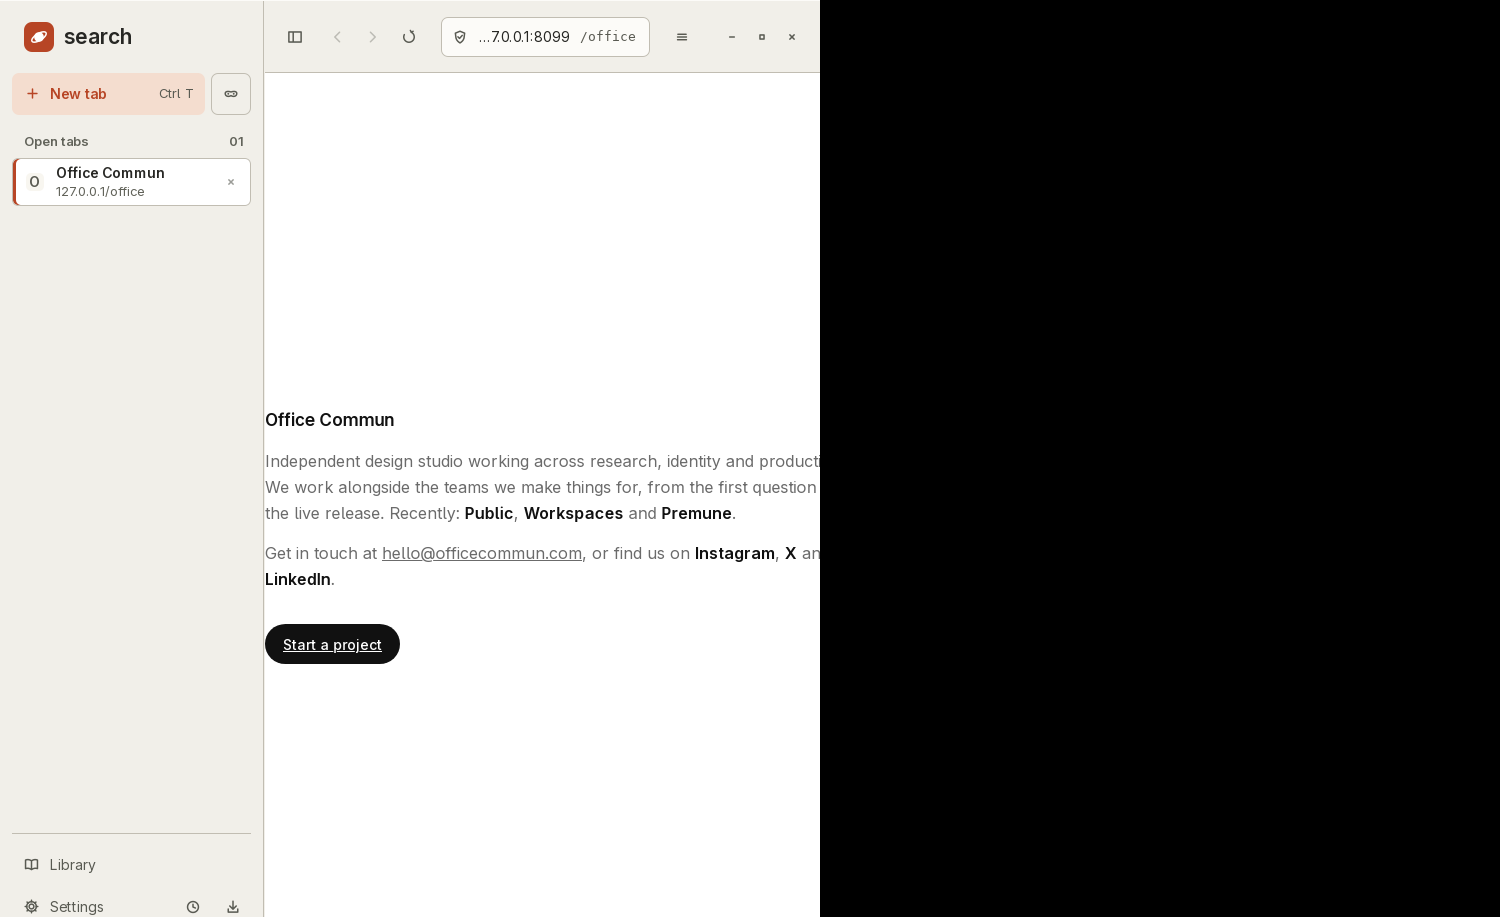 search
New tab Ctrl T
Open tabs 01
O Office Commun
127.0.0.1/office
Library
Settings
…7.0.0.1:8099 /office
Office Commun
Independent design studio working across research, identity and producti
We work alongside the teams we make things for, from the first question
the live release. Recently: Public, Workspaces and Premune.
Get in touch at hello@officecommun.com, or find us on Instagram, X an
LinkedIn.
Start a project